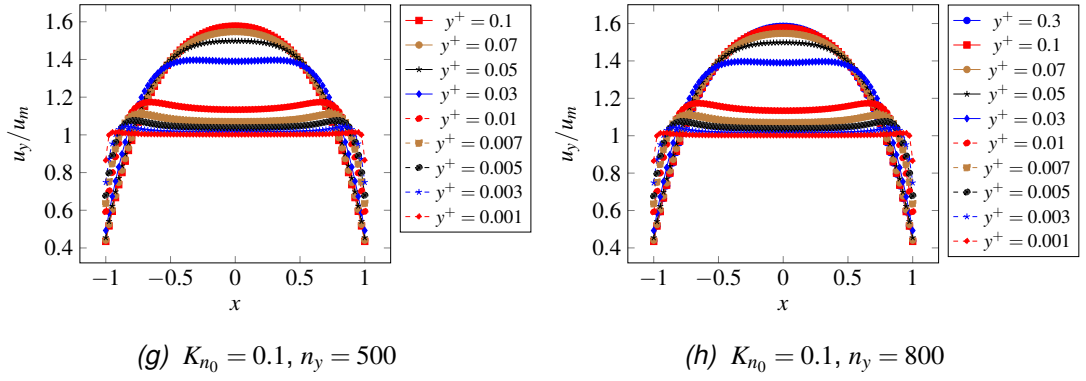 1.6
1.4
1.2
1
0.8
0.6
0.4
u_y/u_m
−1
−0.5
0
0.5
1
x
y⁺ = 0.1
y⁺ = 0.07
y⁺ = 0.05
y⁺ = 0.03
y⁺ = 0.01
y⁺ = 0.007
y⁺ = 0.005
y⁺ = 0.003
y⁺ = 0.001
(g) K_{n_0} = 0.1, n_y = 500
1.6
1.4
1.2
1
0.8
0.6
0.4
u_y/u_m
−1
−0.5
0
0.5
1
x
y⁺ = 0.3
y⁺ = 0.1
y⁺ = 0.07
y⁺ = 0.05
y⁺ = 0.03
y⁺ = 0.01
y⁺ = 0.007
y⁺ = 0.005
y⁺ = 0.003
y⁺ = 0.001
(h) K_{n_0} = 0.1, n_y = 800